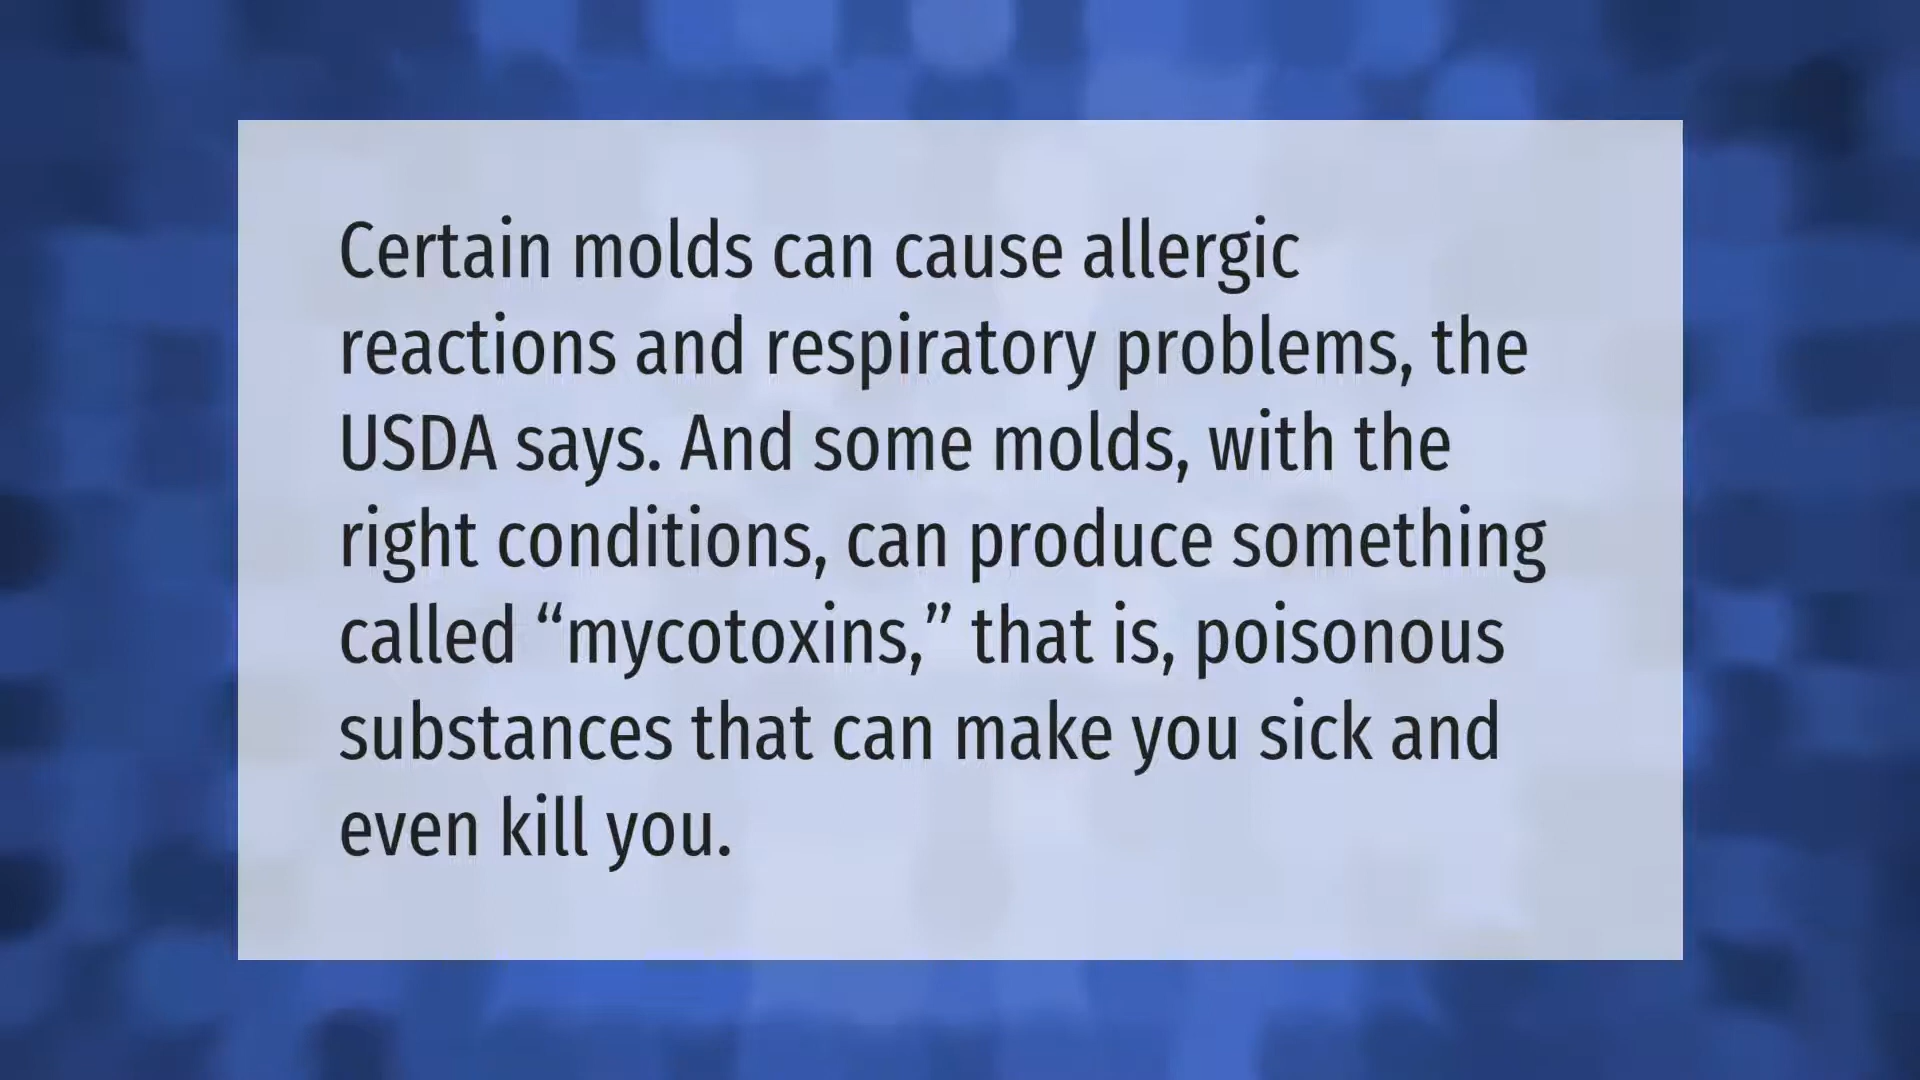 Certain molds can cause allergic
reactions and respiratory problems, the
USDA says. And some molds, with the
right conditions, can produce something
called “mycotoxins,” that is, poisonous
substances that can make you sick and
even kill you.